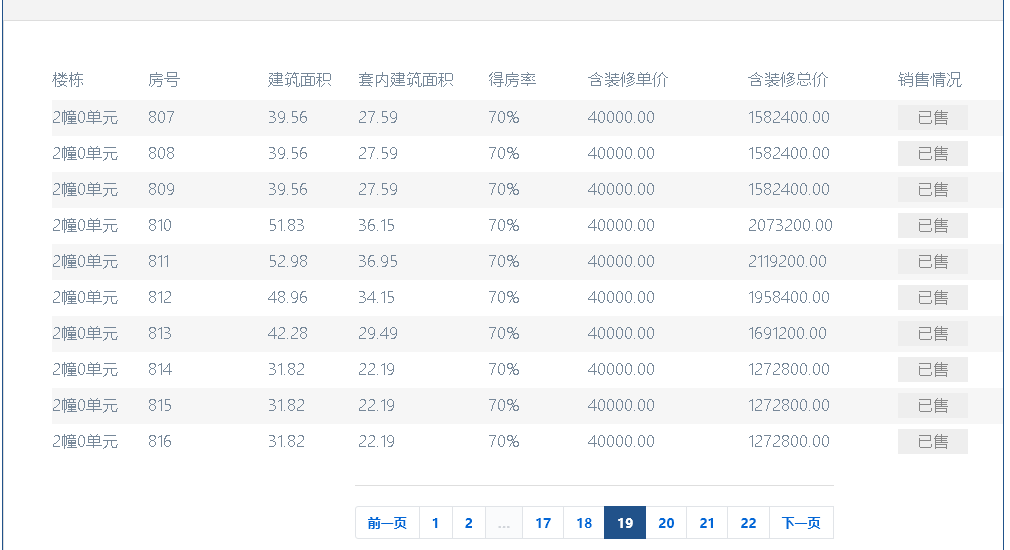 楼栋 房号 建筑面积 套内建筑面积 得房率 含装修单价 含装修总价 销售情况
2幢0单元 807 39.56 27.59 70% 40000.00 1582400.00 已售
2幢0单元 808 39.56 27.59 70% 40000.00 1582400.00 已售
2幢0单元 809 39.56 27.59 70% 40000.00 1582400.00 已售
2幢0单元 810 51.83 36.15 70% 40000.00 2073200.00 已售
2幢0单元 811 52.98 36.95 70% 40000.00 2119200.00 已售
2幢0单元 812 48.96 34.15 70% 40000.00 1958400.00 已售
2幢0单元 813 42.28 29.49 70% 40000.00 1691200.00 已售
2幢0单元 814 31.82 22.19 70% 40000.00 1272800.00 已售
2幢0单元 815 31.82 22.19 70% 40000.00 1272800.00 已售
2幢0单元 816 31.82 22.19 70% 40000.00 1272800.00 已售
前一页 1 2 ... 17 18 19 20 21 22 下一页